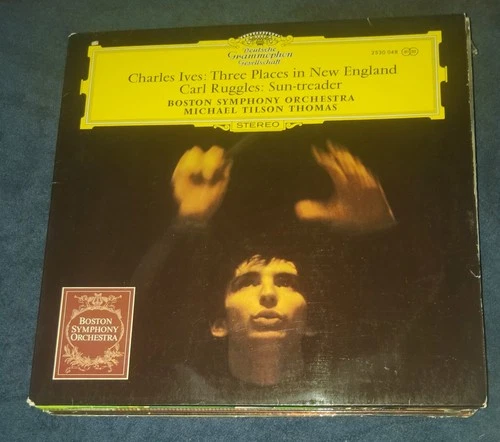 Deutsche
Grammophon
Gesellschaft
2530 048
Charles Ives: Three Places in New England
Carl Ruggles: Sun-treader
BOSTON SYMPHONY ORCHESTRA
MICHAEL TILSON THOMAS
STEREO
BOSTON
SYMPHONY
ORCHESTRA